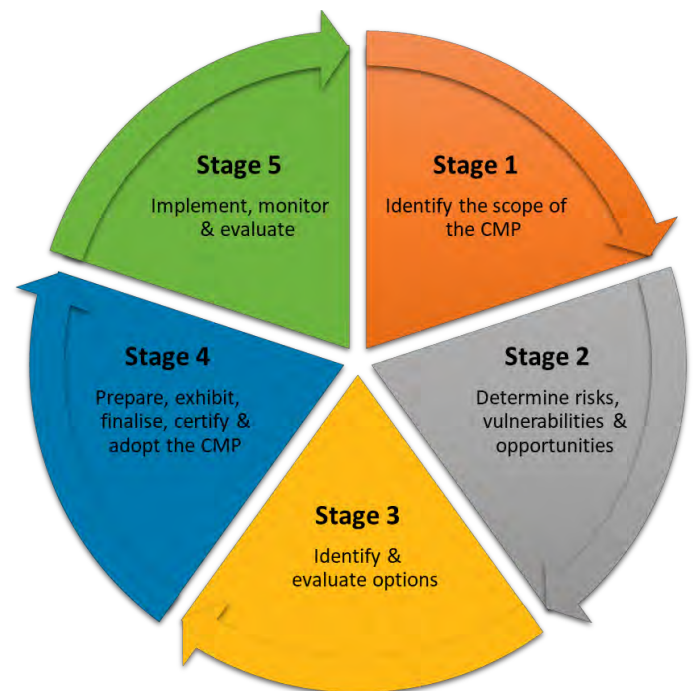 Stage 1
Identify the scope of
the CMP
Stage 2
Determine risks,
vulnerabilities &
opportunities
Stage 3
Identify &
evaluate options
Stage 4
Prepare, exhibit,
finalise, certify &
adopt the CMP
Stage 5
Implement, monitor
& evaluate